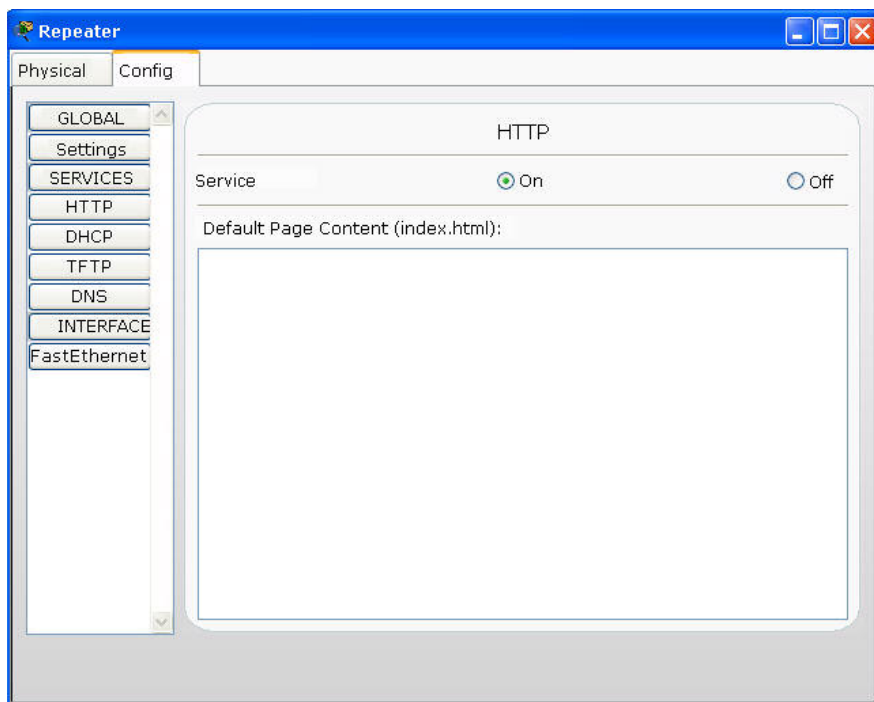 Repeater
Physical Config
GLOBAL
Settings
SERVICES
HTTP
DHCP
TFTP
DNS
INTERFACE
FastEthernet
HTTP
Service On Off
Default Page Content (index.html):